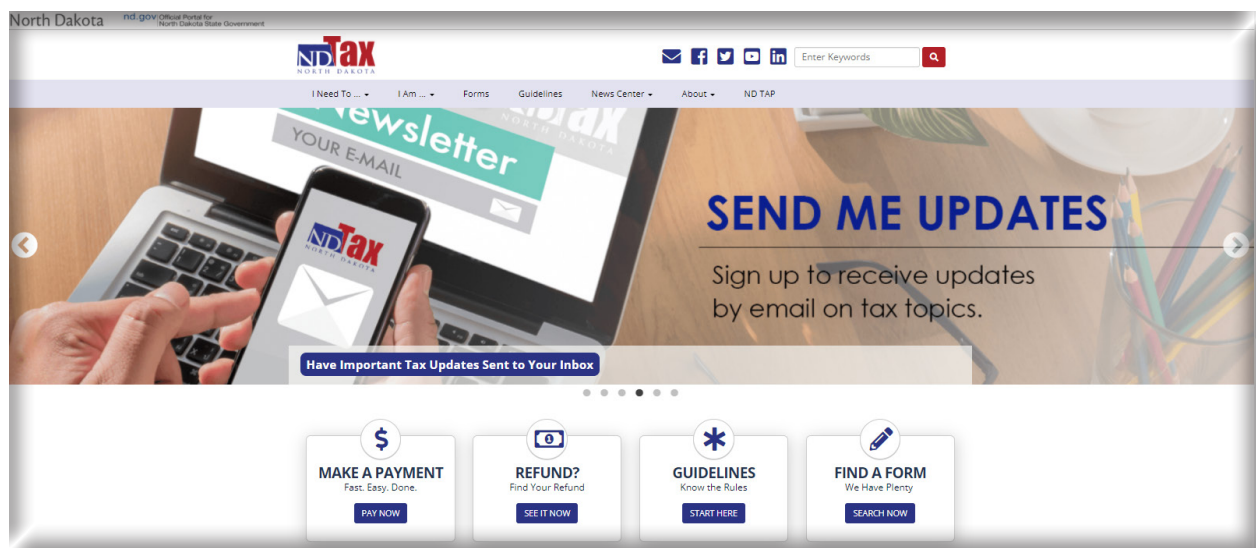 North Dakota nd.gov Official Portal for
North Dakota State Government
ND Tax
NORTH DAKOTA
Enter Keywords
I Need To ... I Am ... Forms Guidelines News Center About ND TAP
Newsletter
YOUR E-MAIL
Tax
NORTH DAKOTA
ND Tax
NORTH DAKOTA
SEND ME UPDATES
Sign up to receive updates
by email on tax topics.
Have Important Tax Updates Sent to Your Inbox
MAKE A PAYMENT
Fast. Easy. Done.
PAY NOW
REFUND?
Find Your Refund
SEE IT NOW
GUIDELINES
Know the Rules
START HERE
FIND A FORM
We Have Plenty
SEARCH NOW